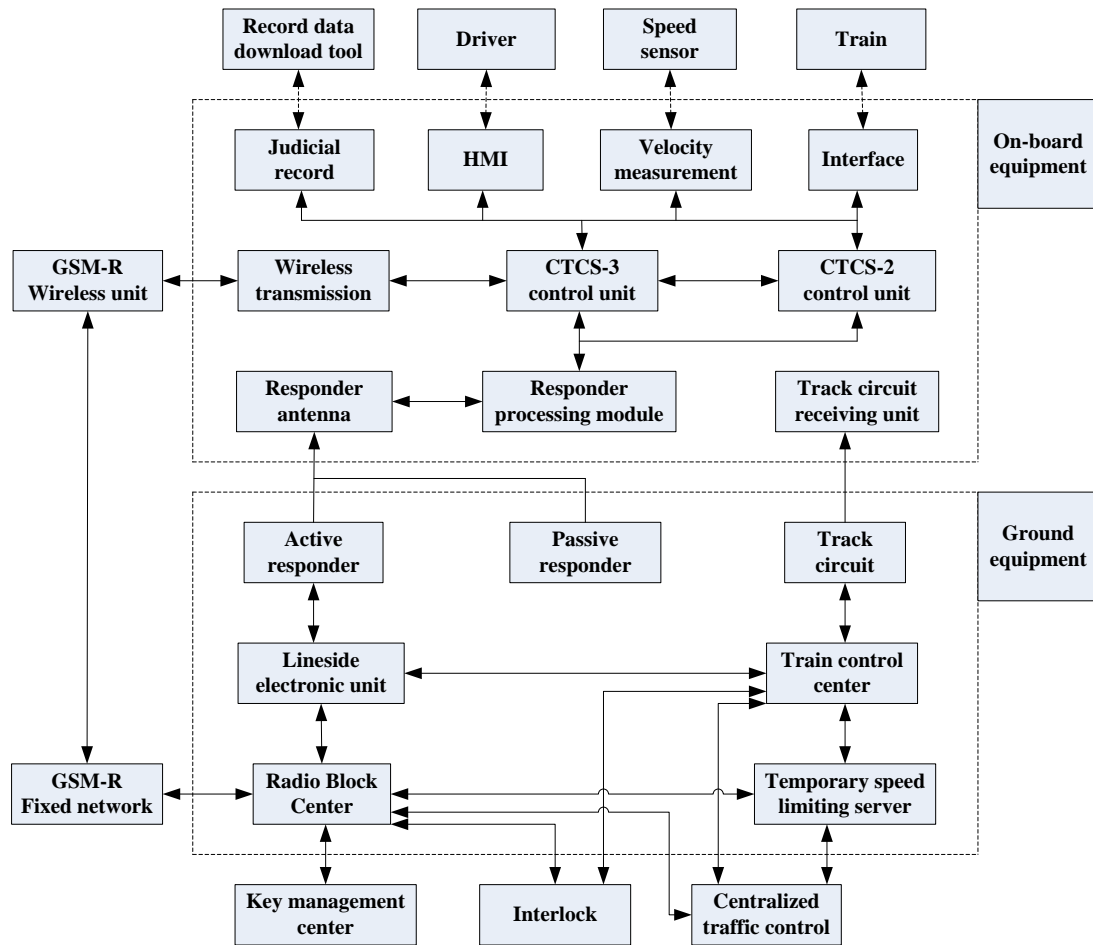 Record data
download tool
Driver
Speed
sensor
Train
Judicial
record
HMI
Velocity
measurement
Interface
On-board
equipment
GSM-R
Wireless unit
Wireless
transmission
CTCS-3
control unit
CTCS-2
control unit
Responder
antenna
Responder
processing module
Track circuit
receiving unit
Active
responder
Passive
responder
Track
circuit
Ground
equipment
Lineside
electronic unit
Train control
center
GSM-R
Fixed network
Radio Block
Center
Temporary speed
limiting server
Key management
center
Interlock
Centralized
traffic control